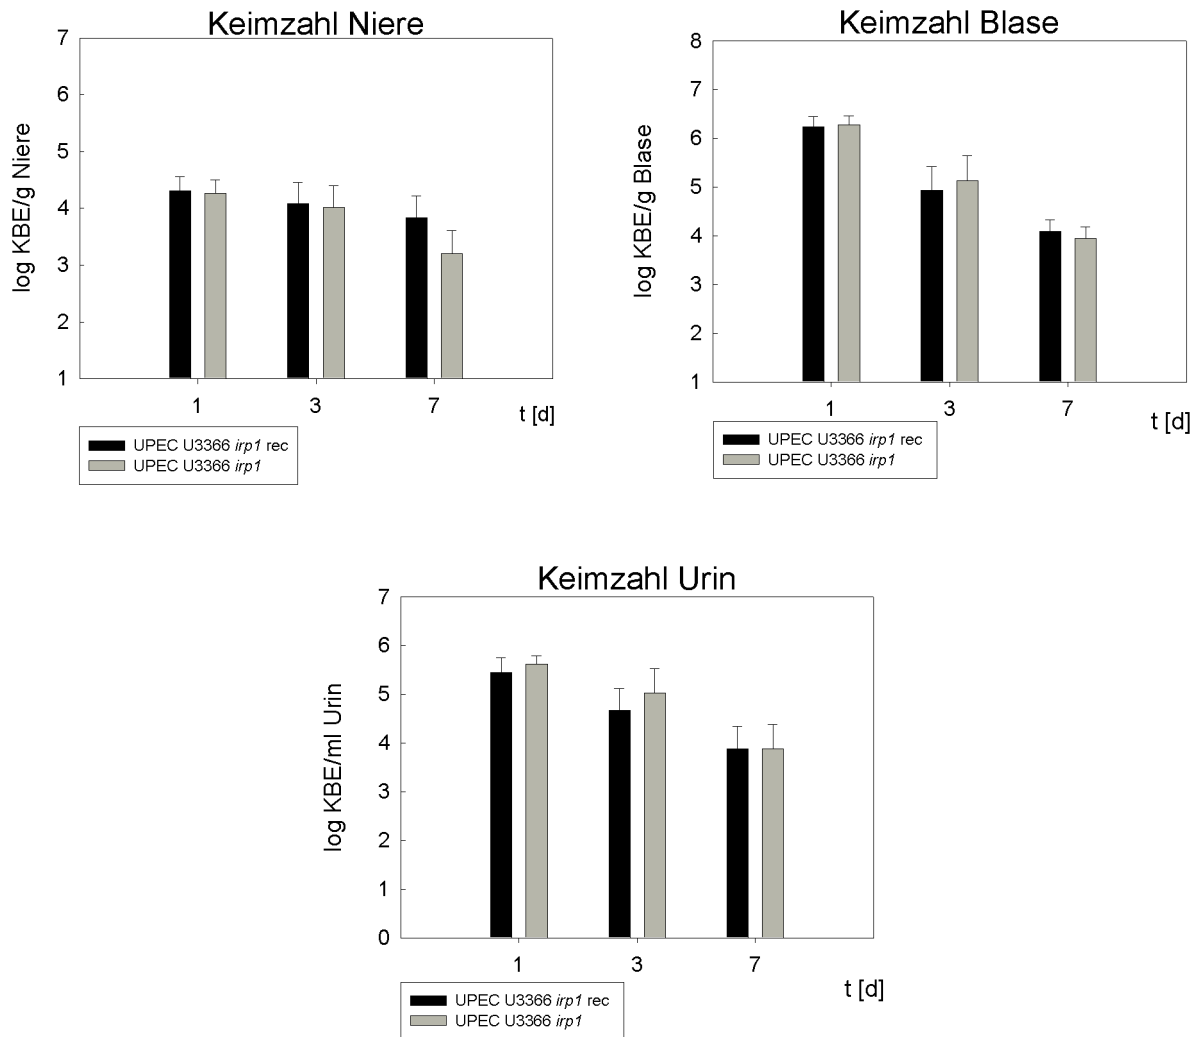 Keimzahl Niere
log KBE/g Niere
7
6
5
4
3
2
1
1 3 7
t [d]
UPEC U3366 irp1 rec
UPEC U3366 irp1
Keimzahl Blase
log KBE/g Blase
8
7
6
5
4
3
2
1
1 3 7
t [d]
UPEC U3366 irp1 rec
UPEC U3366 irp1
Keimzahl Urin
log KBE/ml Urin
7
6
5
4
3
2
1
0
1 3 7
t [d]
UPEC U3366 irp1 rec
UPEC U3366 irp1